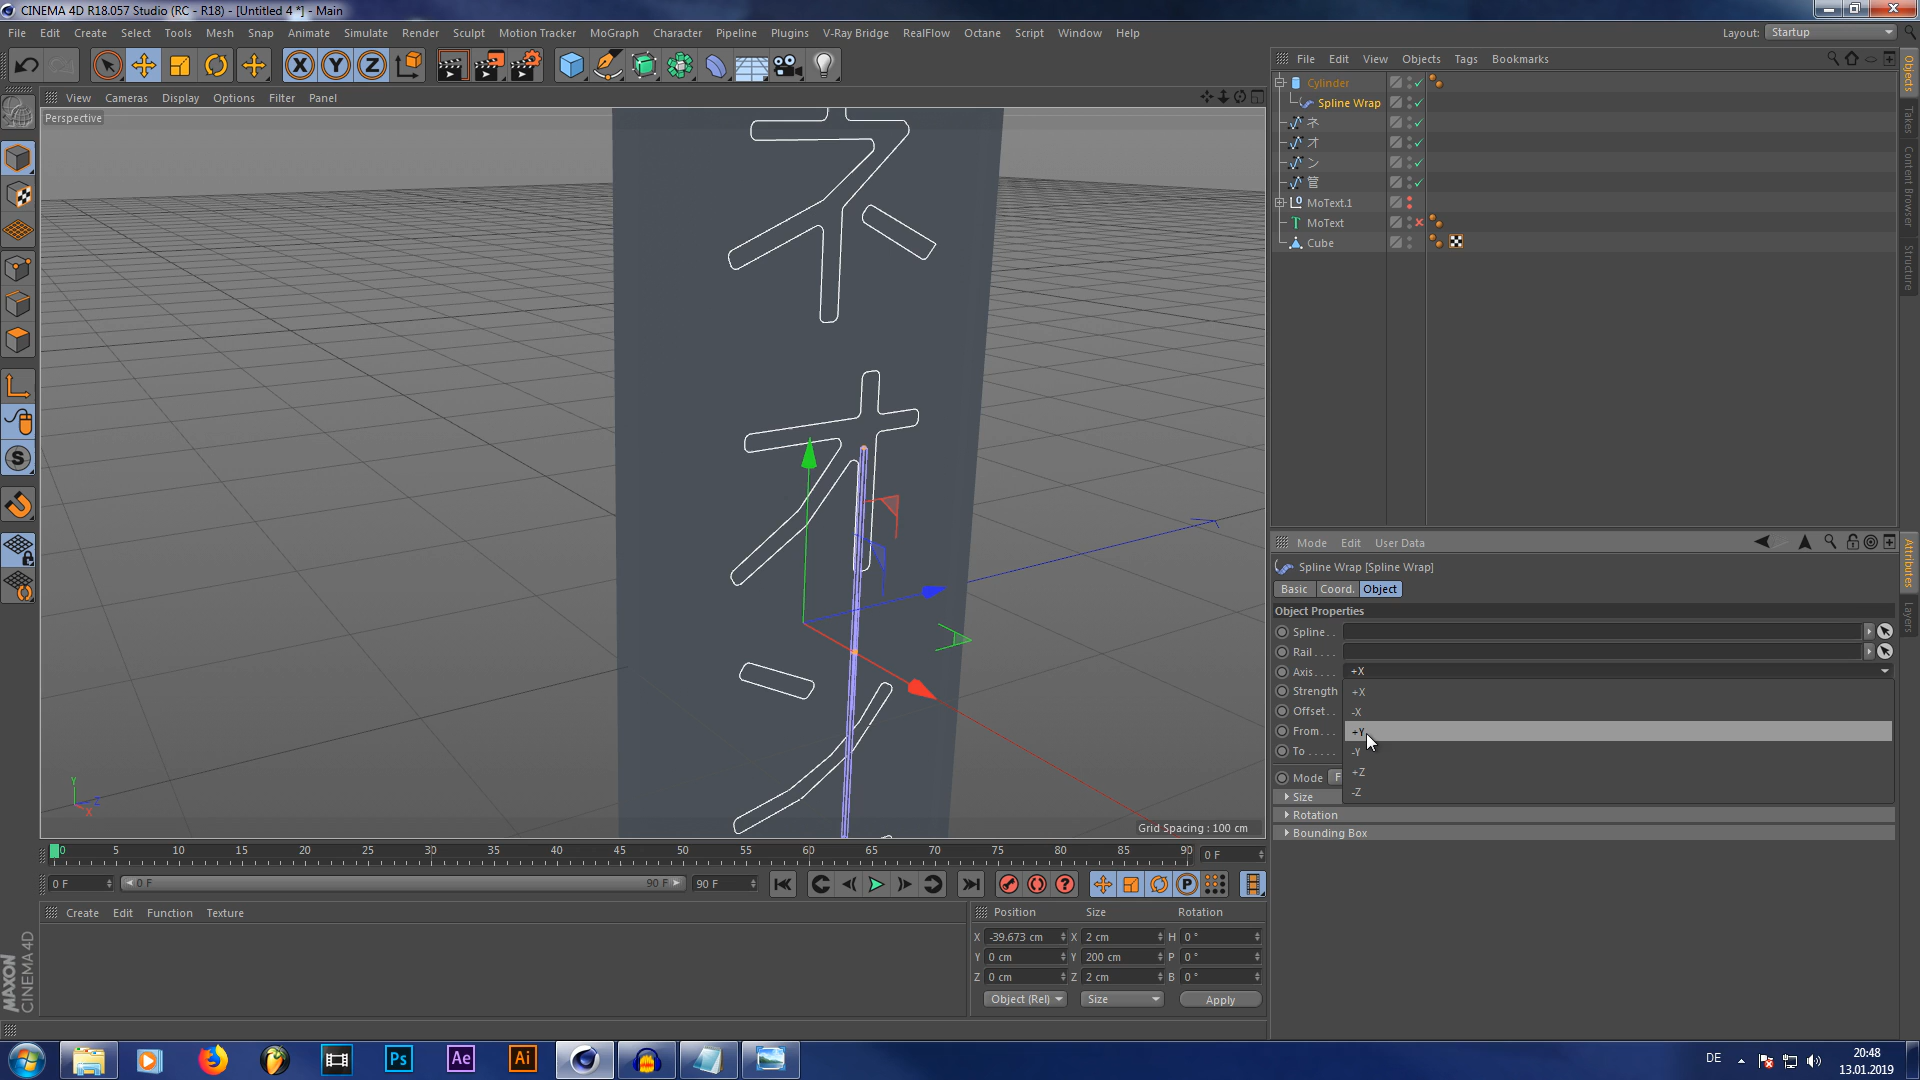 CINEMA 4D R18.057 Studio (RC - R18) - [Untitled 4 *] - Main
File Edit Create Select Tools Mesh Snap Animate Simulate Render Sculpt Motion Tracker MoGraph Character Pipeline Plugins V-Ray Bridge RealFlow Octane Script Window Help
Layout: Startup
File Edit View Objects Tags Bookmarks
View Cameras Display Options Filter Panel
Perspective
Cylinder
Spline Wrap
ネ
オ
ン
管
MoText.1
MoText
Cube
Objects
Takes
Content Browser
Structure
ネ
オ
ン
Y
Z
X
Grid Spacing : 100 cm
Mode Edit User Data
Spline Wrap [Spline Wrap]
Basic Coord. Object
Object Properties
Spline . .
Rail . . . .
Axis . . . . +X
Strength
Offset . .
From . . .
To . . . . .
Mode F
+X
-X
+Y
-Y
+Z
-Z
Size
Rotation
Bounding Box
Attributes
Layers
0 5 10 15 20 25 30 35 40 45 50 55 60 65 70 75 80 85 90
0 F
0 F 0 F 90 F 90 F
Create Edit Function Texture
Position Size Rotation
X -39.673 cm X 2 cm H 0 °
Y 0 cm Y 200 cm P 0 °
Z 0 cm Z 2 cm B 0 °
Object (Rel) Size Apply
MAXON
CINEMA 4D
Ps
Ae
Ai
DE
20:48
13.01.2019